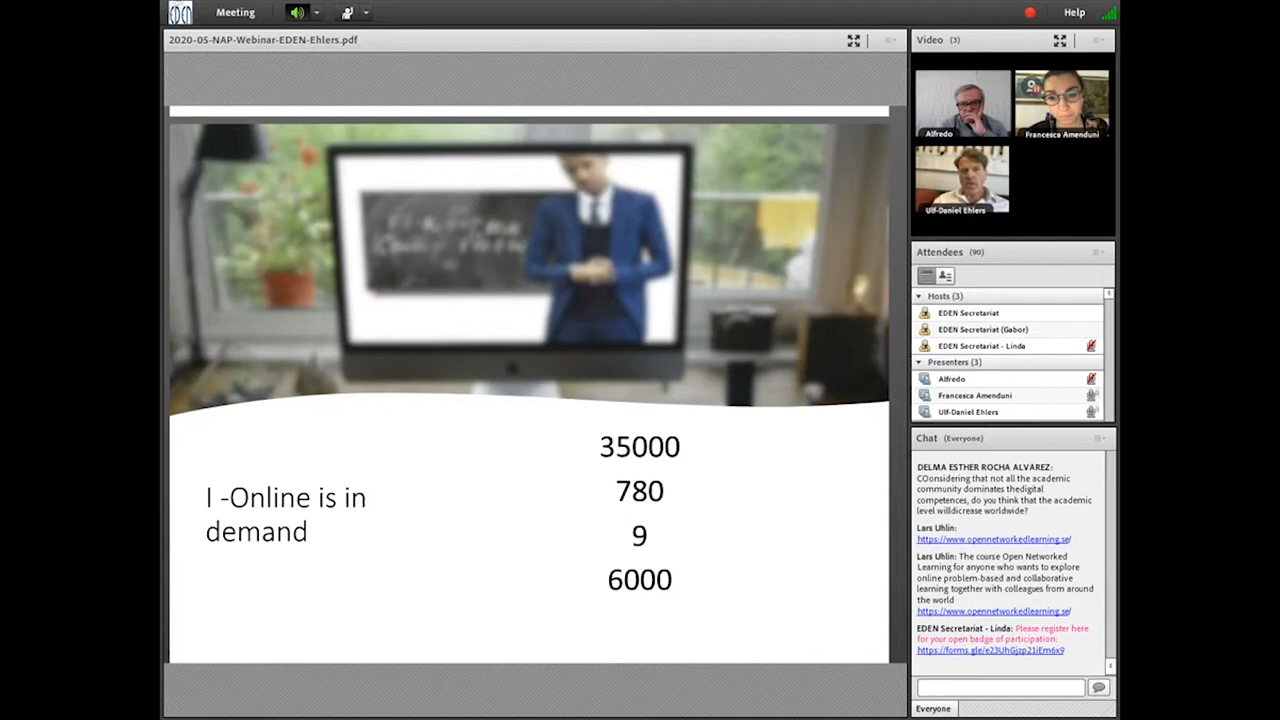 EDEN
Meeting
Help
2020-05-NAP-Webinar-EDEN-Ehlers.pdf
I -Online is in
demand
35000
780
9
6000
Video (3)
Alfredo
Francesca Amenduni
Ulf-Daniel Ehlers
Attendees (90)
Hosts (3)
EDEN Secretariat
EDEN Secretariat (Gabor)
EDEN Secretariat - Linda
Presenters (3)
Alfredo
Francesca Amenduni
Ulf-Daniel Ehlers
Chat (Everyone)
DELMA ESTHER ROCHA ALVAREZ:
COonsidering that not all the academic
community dominates thedigital
competences, do you think that the academic
level willdicrease worldwide?
Lars Uhlin:
https://www.opennetworkedlearning.se/
Lars Uhlin: The course Open Networked
Learning for anyone who wants to explore
online problem-based and collaborative
learning together with colleagues from around
the world
https://www.opennetworkedlearning.se/
EDEN Secretariat - Linda: Please register here
for your open badge of participation:
https://forms.gle/e23UhGjzp21iEm6x9
Everyone